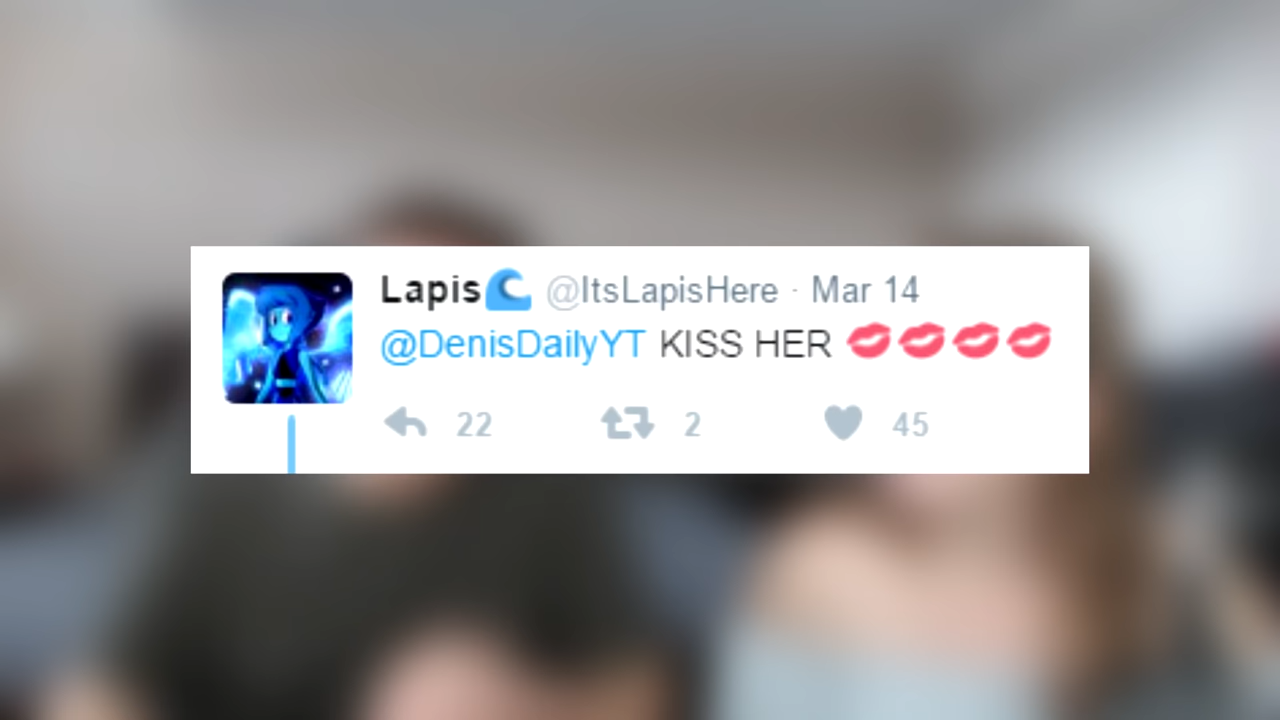 Lapis🌊 @ItsLapisHere · Mar 14
@DenisDailyYT KISS HER 💋💋💋💋
22 2 45